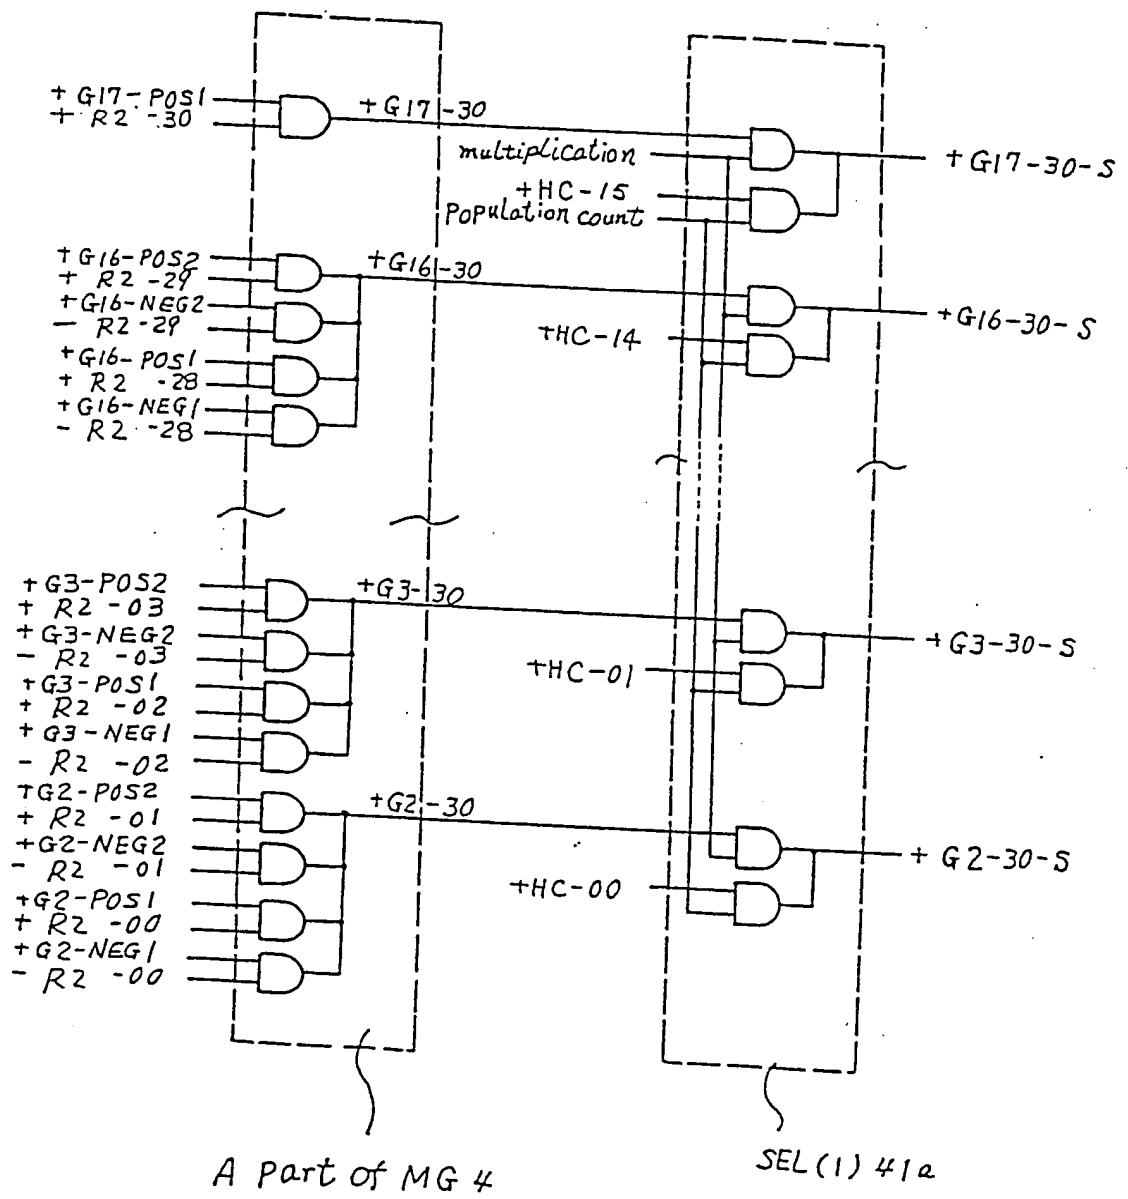 + G17-POS1
+ R2 -30
+G17-30
multiplication
+HC-15
Population count
+G17-30-S
+G16-POS2
+ R2 -29
+G16-NEG2
- R2 -29
+G16-POS1
+ R2 -28
+G16-NEG1
- R2 -28
+G16-30
+HC-14
+G16-30-S
+G3-POS2
+ R2 -03
+G3-NEG2
- R2 -03
+G3-POS1
+ R2 -02
+G3-NEG1
- R2 -02
+G3-30
+HC-01
+G3-30-S
+G2-POS2
+ R2 -01
+G2-NEG2
- R2 -01
+G2-POS1
+ R2 -00
+G2-NEG1
- R2 -00
+G2-30
+HC-00
+ G2-30-S
A Part of MG 4
SEL(1) 41a